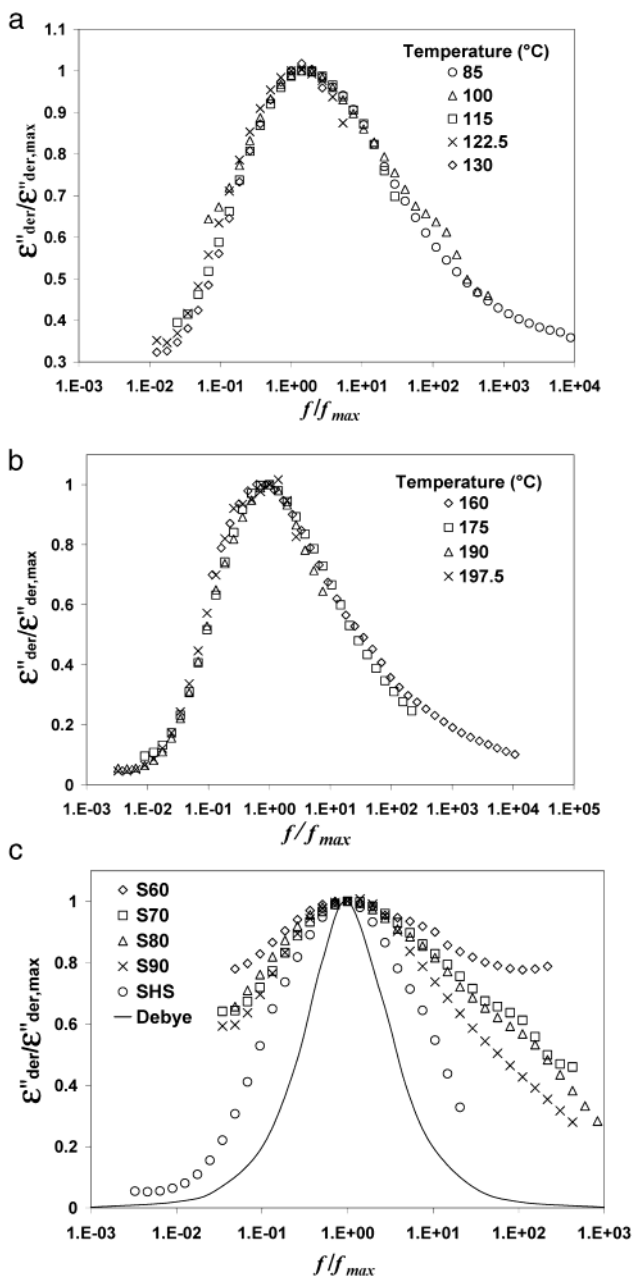 a
1.1
1
0.9
0.8
0.7
0.6
0.5
0.4
0.3
ε"der/ε"der,max
Temperature (°C)
85
100
115
122.5
130
1.E-03 1.E-02 1.E-01 1.E+00 1.E+01 1.E+02 1.E+03 1.E+04
f/fmax
b
1
0.8
0.6
0.4
0.2
0
ε"der/ε"der,max
Temperature (°C)
160
175
190
197.5
1.E-03 1.E-02 1.E-01 1.E+00 1.E+01 1.E+02 1.E+03 1.E+04 1.E+05
f/fmax
c
1
0.8
0.6
0.4
0.2
0
ε"der/ε"der,max
S60
S70
S80
S90
SHS
Debye
1.E-03 1.E-02 1.E-01 1.E+00 1.E+01 1.E+02 1.E+03
f/fmax